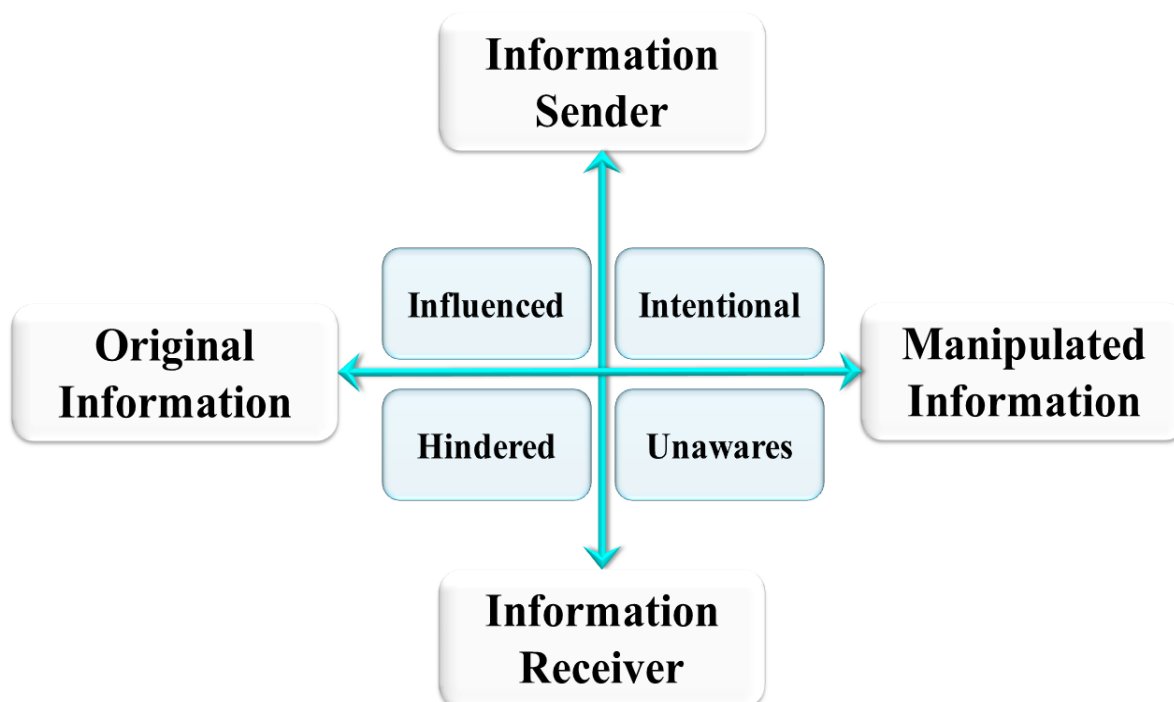 Information
Sender
Influenced
Intentional
Original
Information
Manipulated
Information
Hindered
Unawares
Information
Receiver